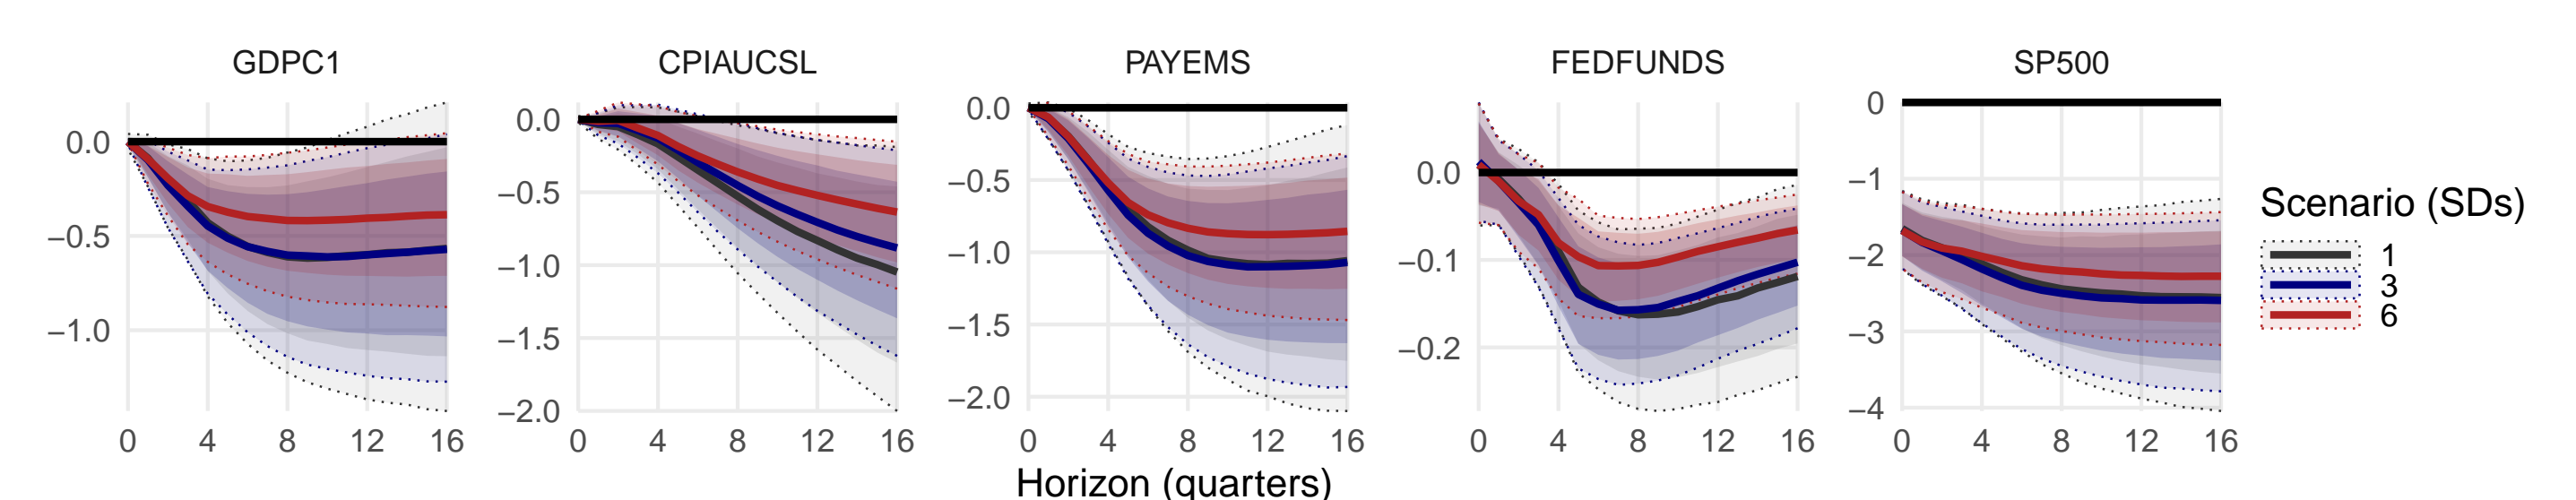 GDPC1 CPIAUCSL PAYEMS FEDFUNDS SP500
0.0 −0.5 −1.0
0.0 −0.5 −1.0 −1.5 −2.0
0.0 −0.5 −1.0 −1.5 −2.0
0.0 −0.1 −0.2
0 −1 −2 −3 −4
0 4 8 12 16 0 4 8 12 16 0 4 8 12 16 0 4 8 12 16 0 4 8 12 16
Horizon (quarters)
Scenario (SDs)
1
3
6